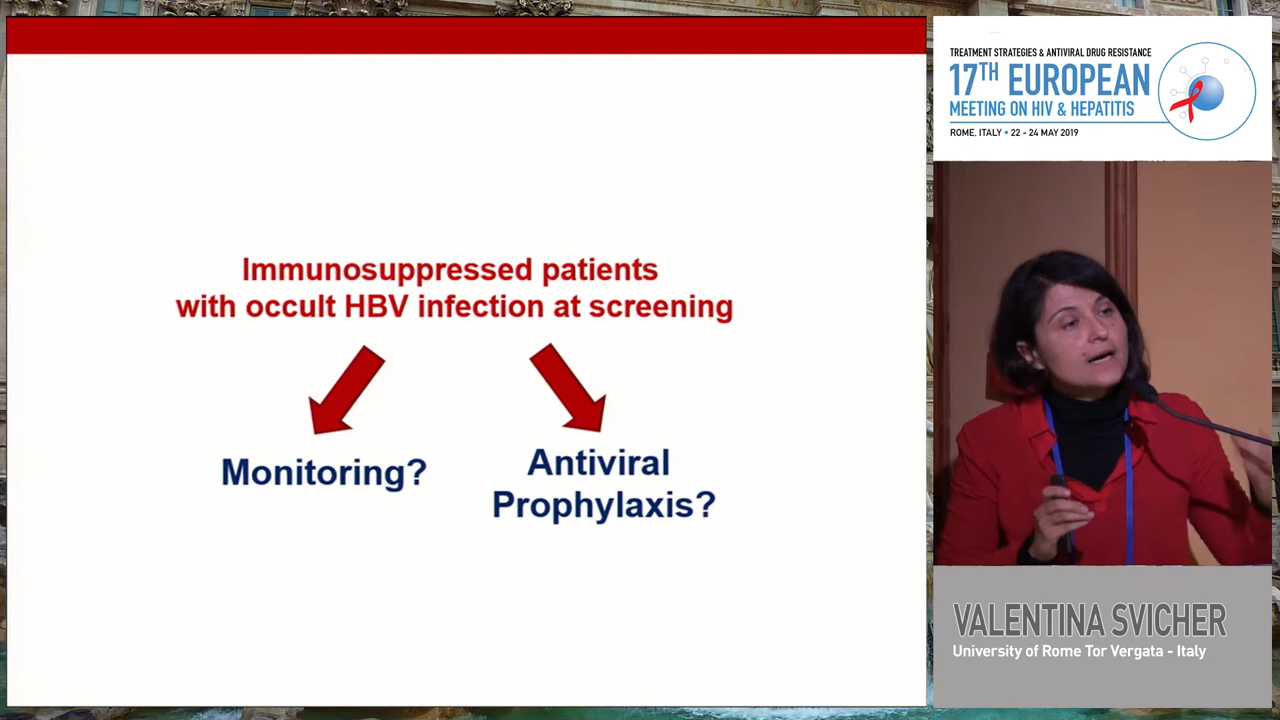 Immunosuppressed patients
with occult HBV infection at screening
Monitoring?
Antiviral
Prophylaxis?
TREATMENT STRATEGIES & ANTIVIRAL DRUG RESISTANCE
17TH EUROPEAN
MEETING ON HIV & HEPATITIS
ROME, ITALY • 22 - 24 MAY 2019
VALENTINA SVICHER
University of Rome Tor Vergata - Italy